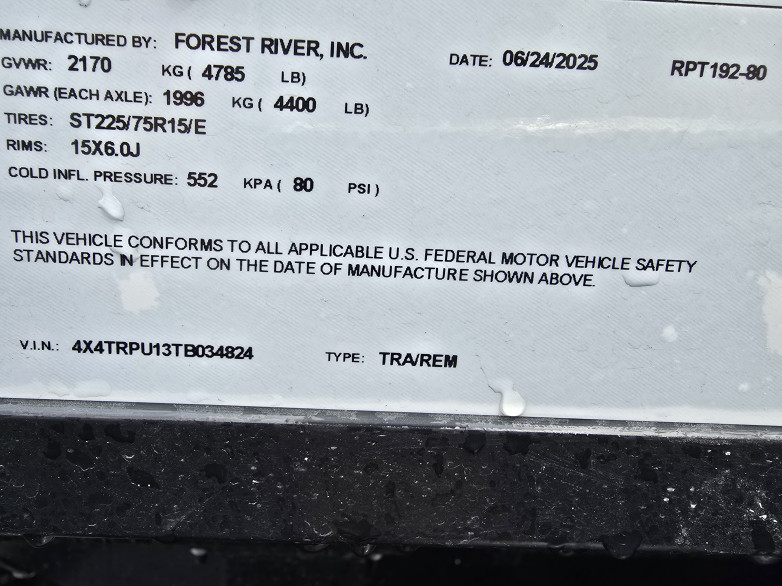 MANUFACTURED BY: FOREST RIVER, INC. DATE: 06/24/2025 RPT192-80
GVWR: 2170 KG ( 4785 LB)
GAWR (EACH AXLE): 1996 KG ( 4400 LB)
TIRES: ST225/75R15/E
RIMS: 15X6.0J
COLD INFL. PRESSURE: 552 KPA ( 80 PSI )
THIS VEHICLE CONFORMS TO ALL APPLICABLE U.S. FEDERAL MOTOR VEHICLE SAFETY
STANDARDS IN EFFECT ON THE DATE OF MANUFACTURE SHOWN ABOVE.
V.I.N.: 4X4TRPU13TB034824 TYPE: TRA/REM